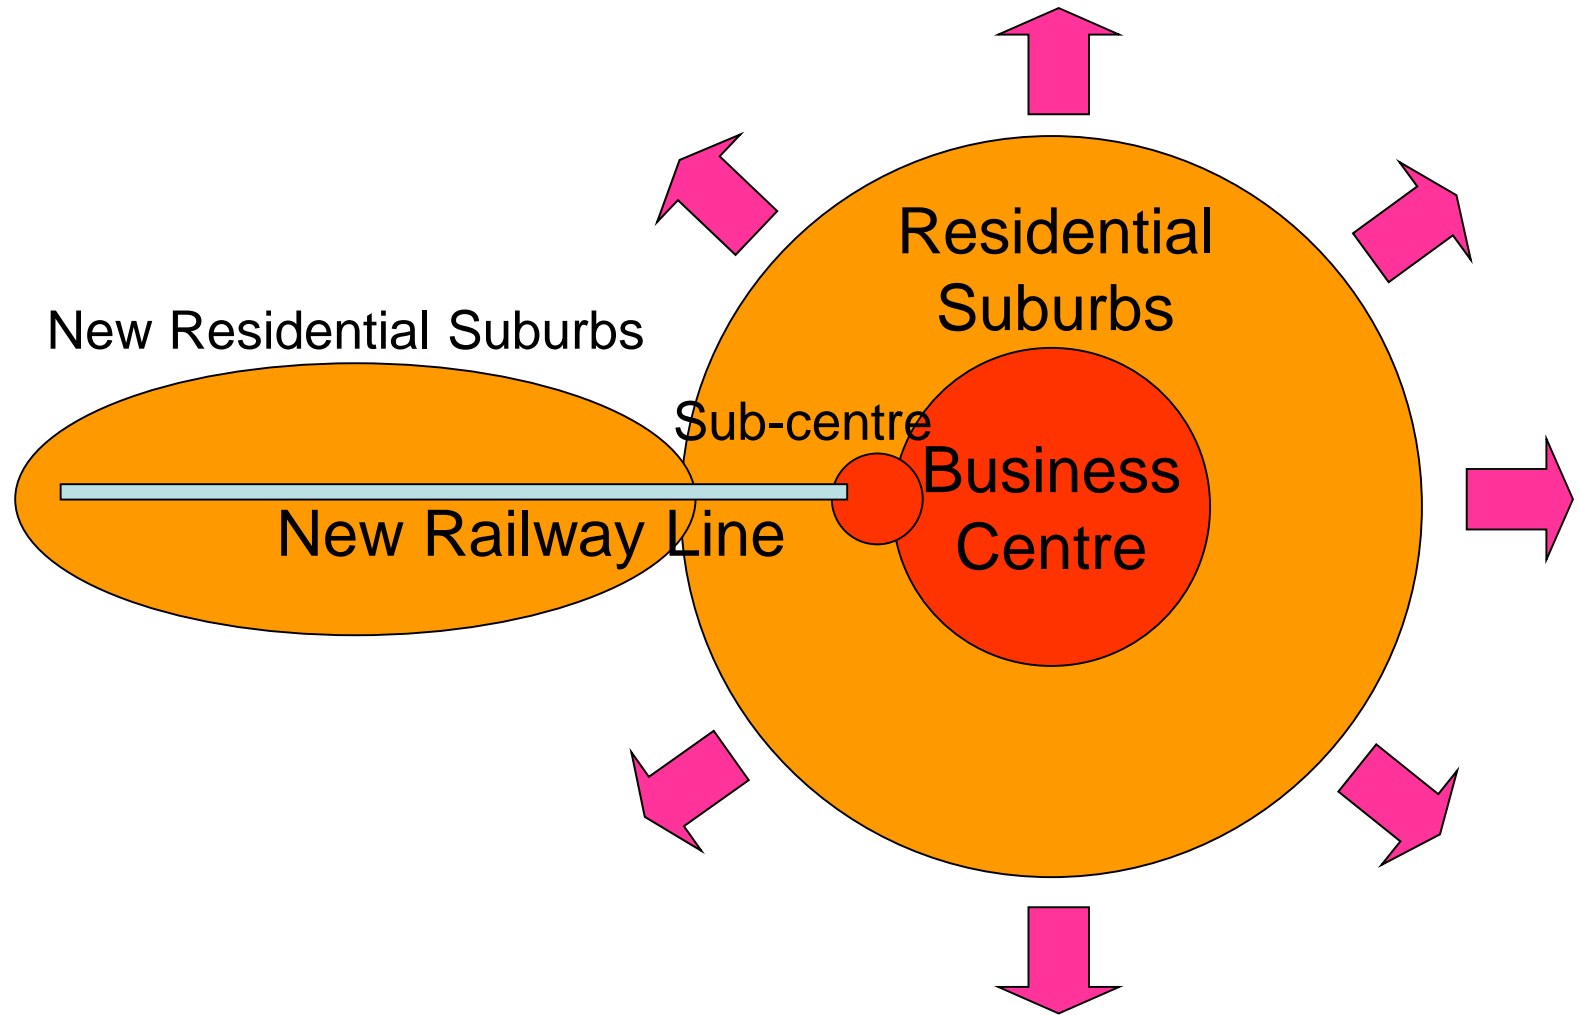 Residential
Suburbs
New Residential Suburbs
Sub-centre
Business
Centre
New Railway Line